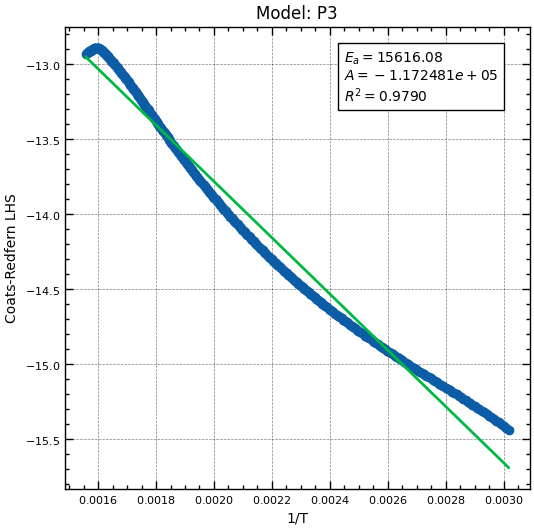 Model: P3
Coats-Redfern LHS
−13.0
−13.5
−14.0
−14.5
−15.0
−15.5
E_a = 15616.08
A = − 1.172481e + 05
R^2 = 0.9790
0.0016 0.0018 0.0020 0.0022 0.0024 0.0026 0.0028 0.0030
1/T